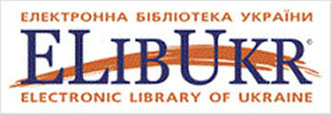 ЕЛЕКТРОННА БІБЛІОТЕКА УКРАЇНИ
ELIBUKR®
ELECTRONIC LIBRARY OF UKRAINE